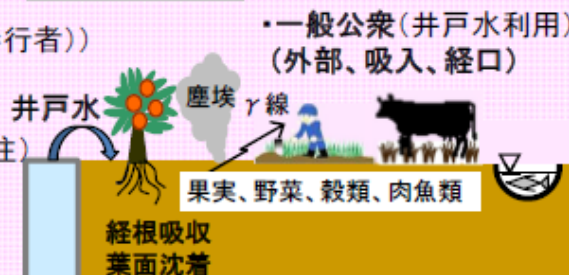 ・一般公衆(井戸水利用)
行者))
(外部、吸入、経口)
井戸水
塵埃
γ線
注)
果実、野菜、穀類、肉魚類
経根吸収
葉面沈着